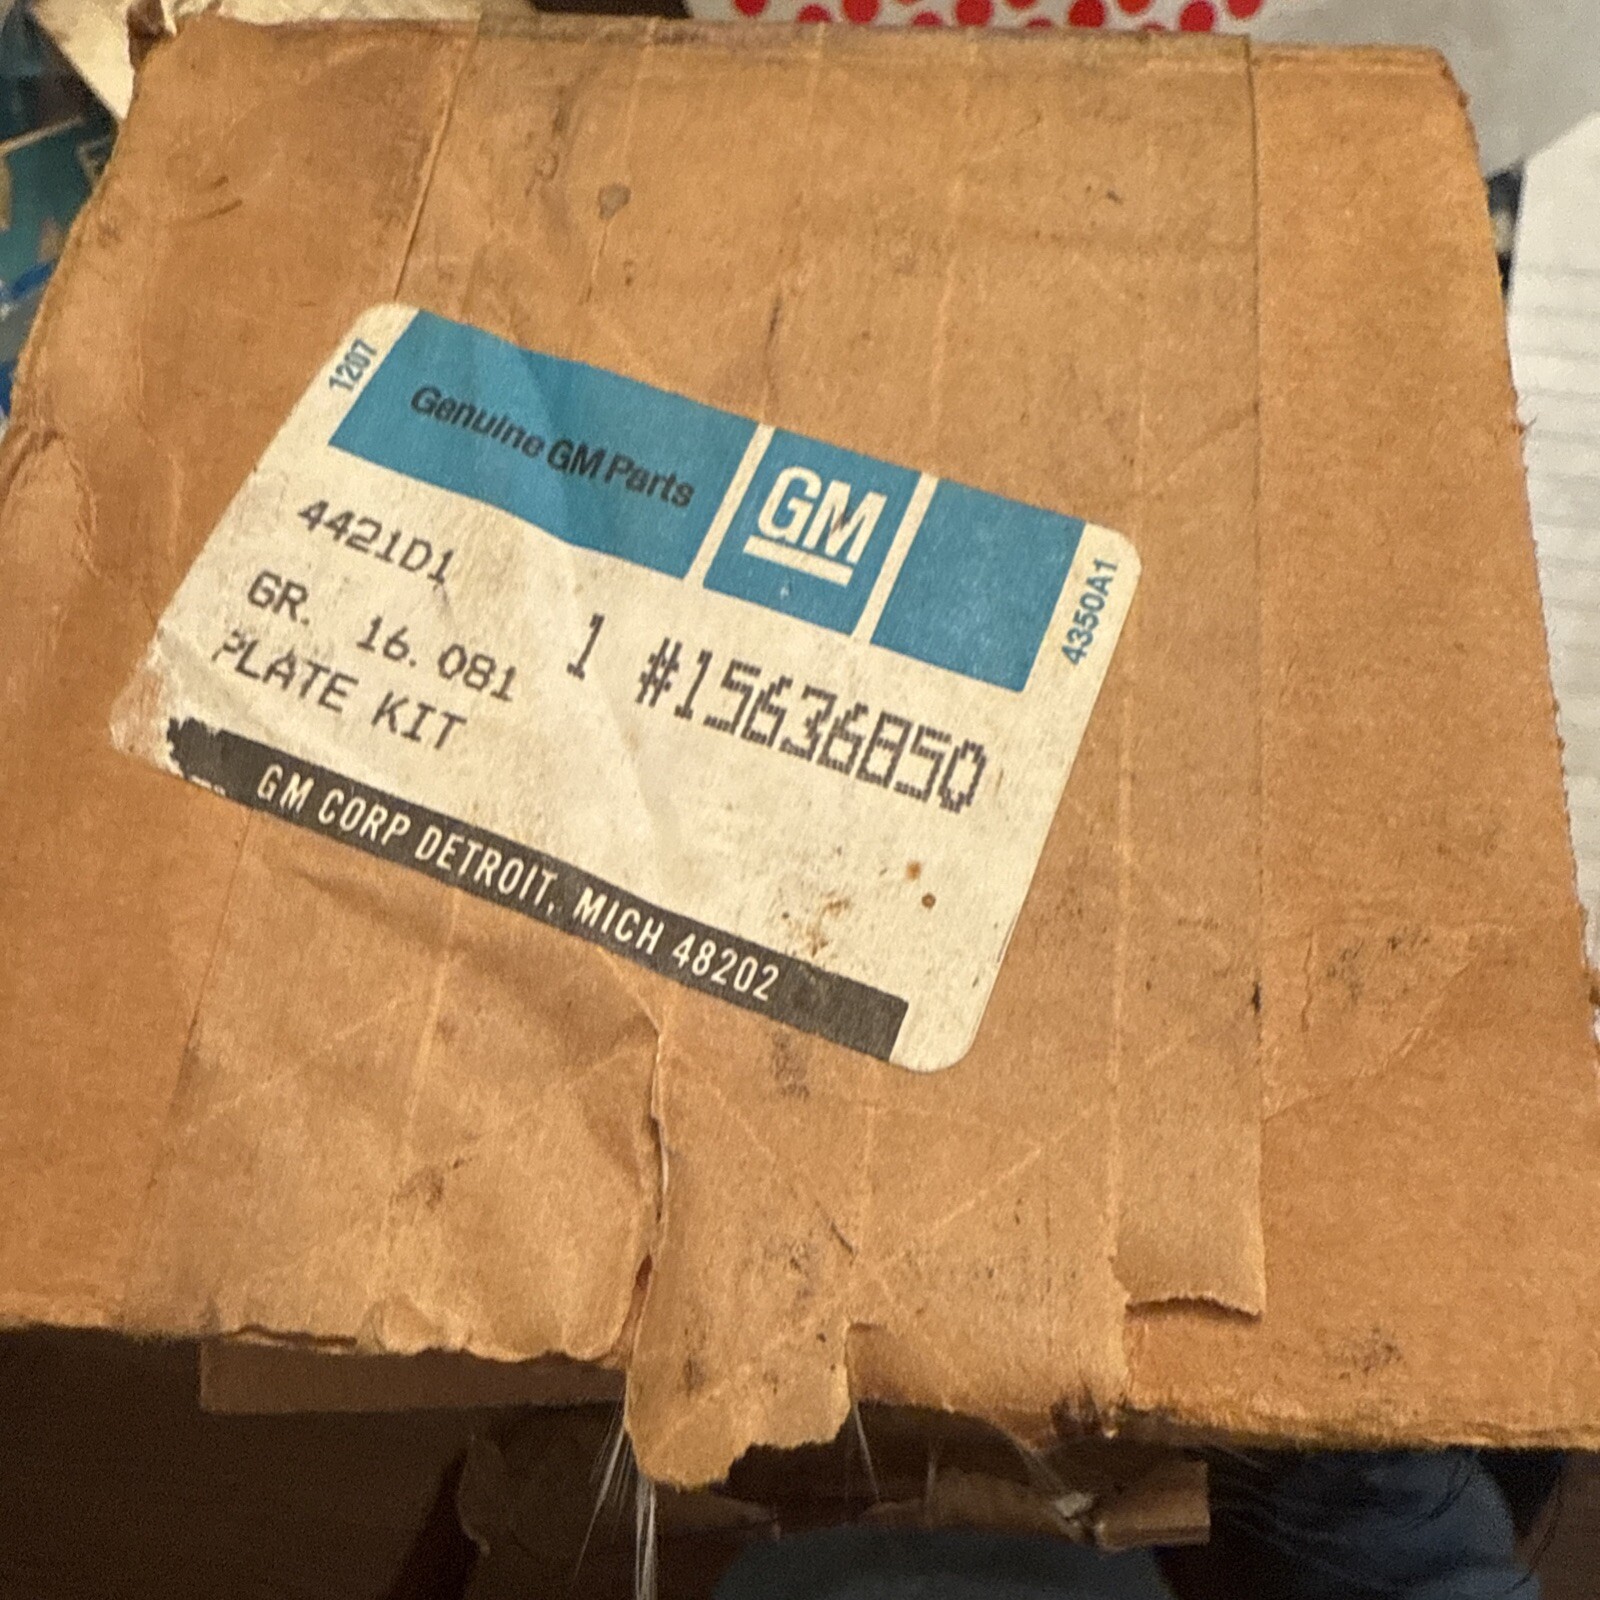 1207
Genuine GM Parts
GM
4350A1
4421D1
GR. 16.081
PLATE KIT
1 #15636850
GM CORP DETROIT, MICH 48202